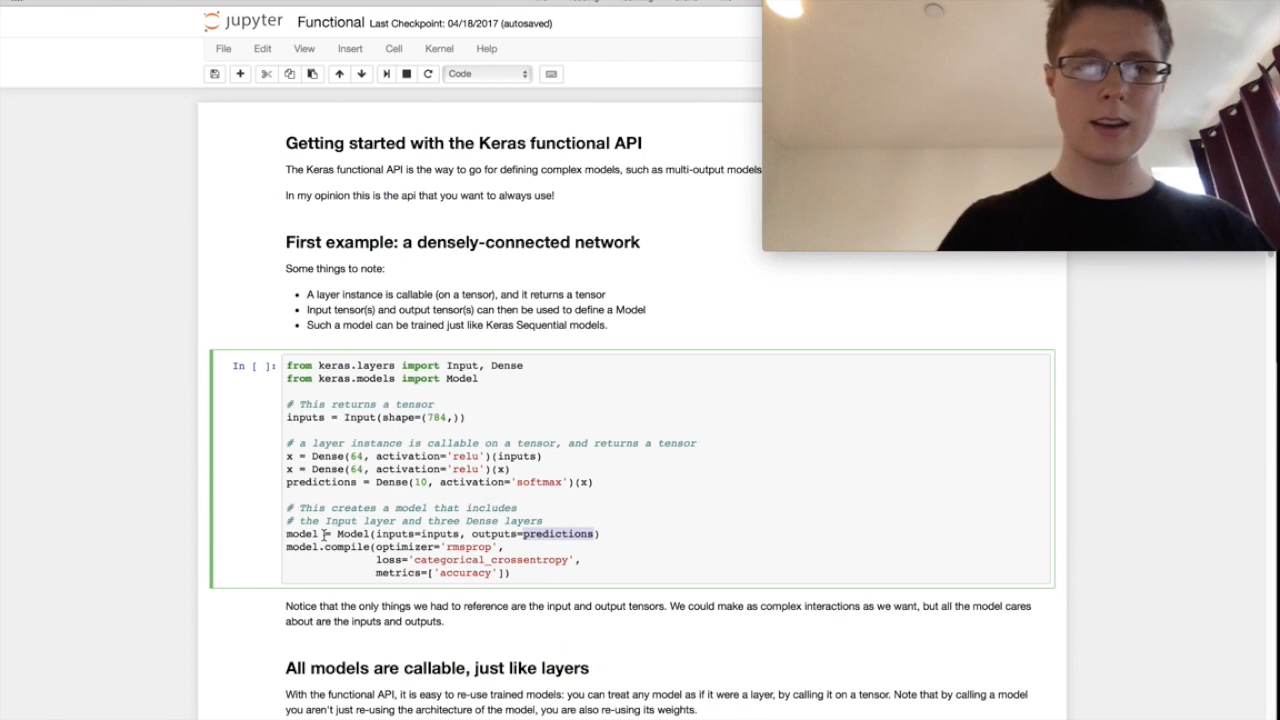 jupyter Functional Last Checkpoint: 04/18/2017 (autosaved)
File Edit View Insert Cell Kernel Help
Code
Getting started with the Keras functional API
The Keras functional API is the way to go for defining complex models, such as multi-output models
In my opinion this is the api that you want to always use!
First example: a densely-connected network
Some things to note:
• A layer instance is callable (on a tensor), and it returns a tensor
• Input tensor(s) and output tensor(s) can then be used to define a Model
• Such a model can be trained just like Keras Sequential models.
In [ ]: from keras.layers import Input, Dense
from keras.models import Model
# This returns a tensor
inputs = Input(shape=(784,))
# a layer instance is callable on a tensor, and returns a tensor
x = Dense(64, activation='relu')(inputs)
x = Dense(64, activation='relu')(x)
predictions = Dense(10, activation='softmax')(x)
# This creates a model that includes
# the Input layer and three Dense layers
model = Model(inputs=inputs, outputs=predictions)
model.compile(optimizer='rmsprop',
loss='categorical_crossentropy',
metrics=['accuracy'])
Notice that the only things we had to reference are the input and output tensors. We could make as complex interactions as we want, but all the model cares
about are the inputs and outputs.
All models are callable, just like layers
With the functional API, it is easy to re-use trained models: you can treat any model as if it were a layer, by calling it on a tensor. Note that by calling a model
you aren't just re-using the architecture of the model, you are also re-using its weights.